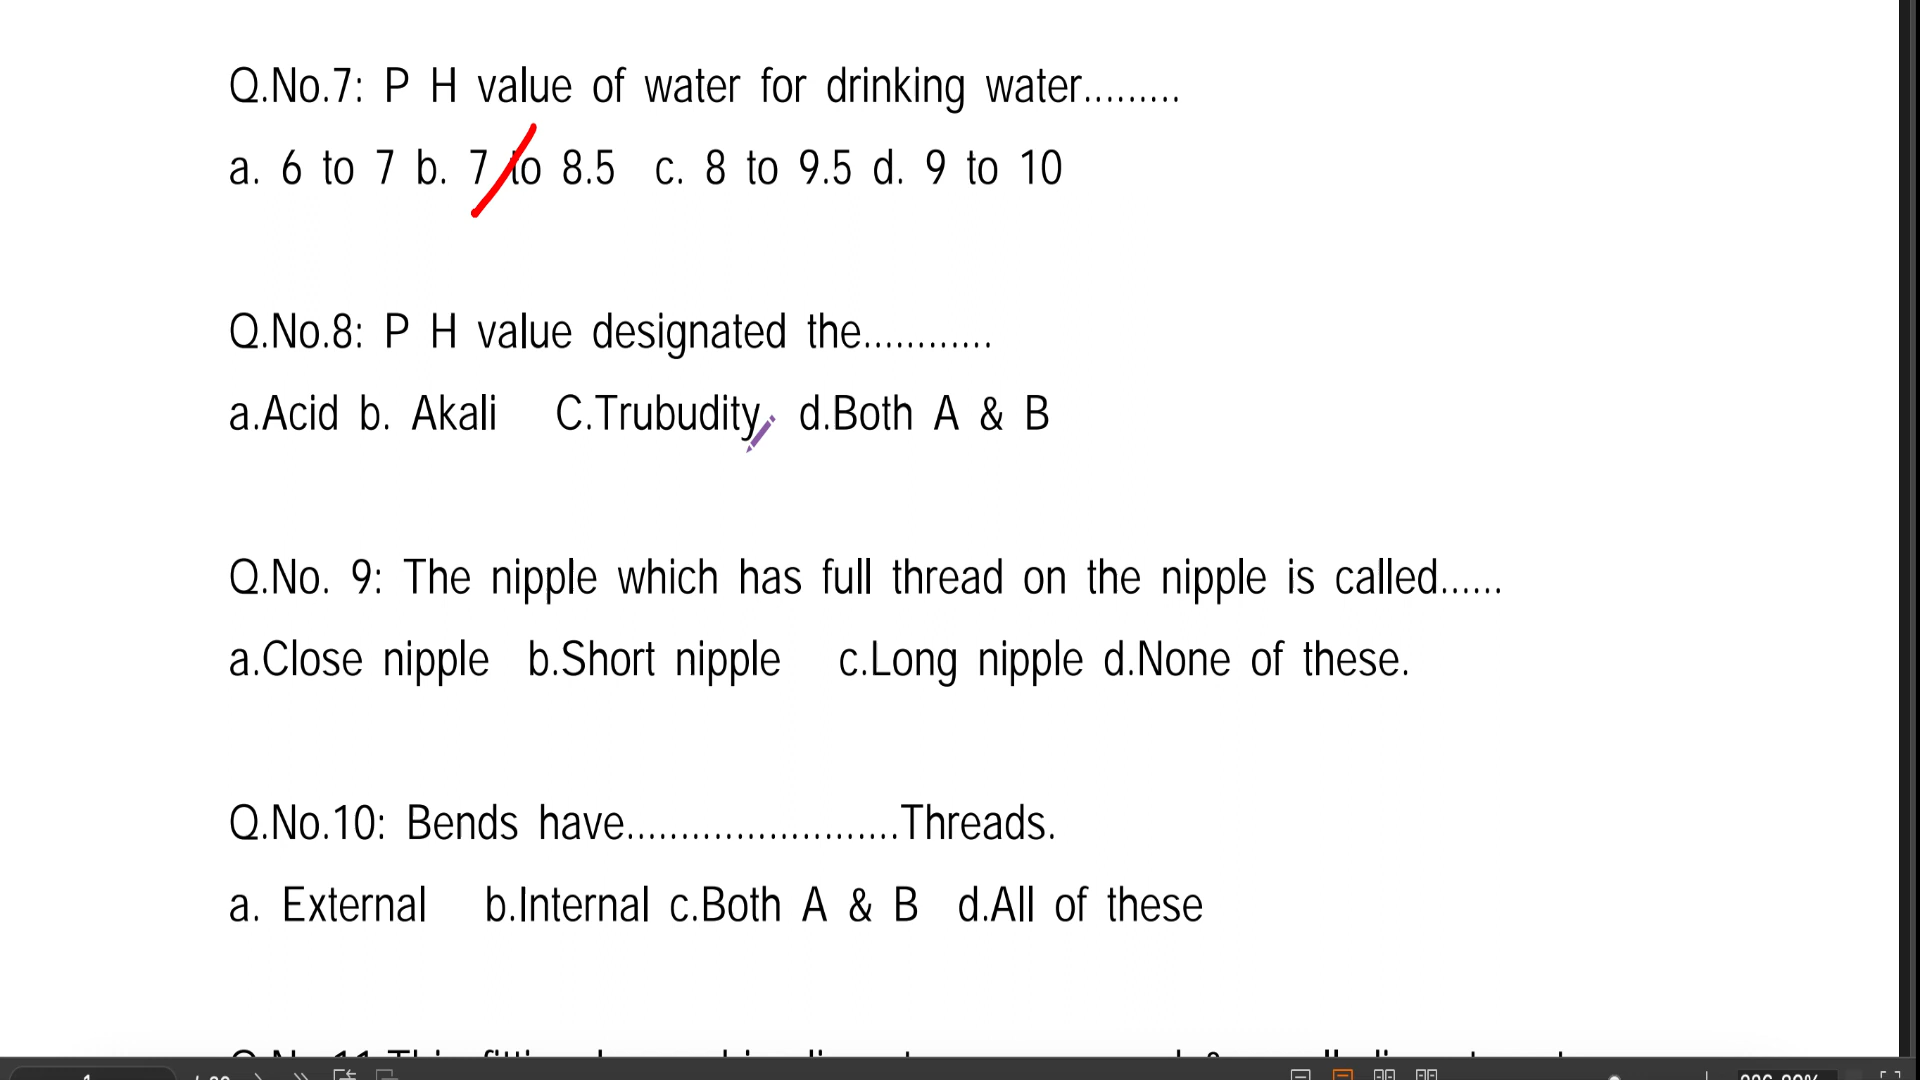 Q.No.7: P H value of water for drinking water.........
a. 6 to 7 b. 7 to 8.5 c. 8 to 9.5 d. 9 to 10
Q.No.8: P H value designated the............
a.Acid b. Akali C.Trubudity d.Both A & B
Q.No. 9: The nipple which has full thread on the nipple is called......
a.Close nipple b.Short nipple c.Long nipple d.None of these.
Q.No.10: Bends have.........................Threads.
a. External b.Internal c.Both A & B d.All of these